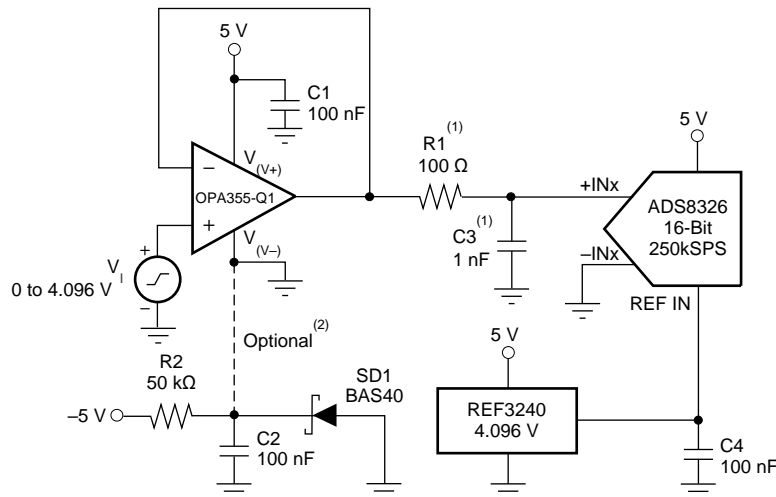 5 V
C1
100 nF
V(V+)
–
OPA355-Q1
+
V(V–)
+
VI
0 to 4.096 V
–
R1(1)
100 Ω
C3(1)
1 nF
5 V
+INx
ADS8326
16-Bit
250kSPS
–INx
REF IN
Optional(2)
R2
50 kΩ
–5 V
C2
100 nF
SD1
BAS40
5 V
REF3240
4.096 V
C4
100 nF